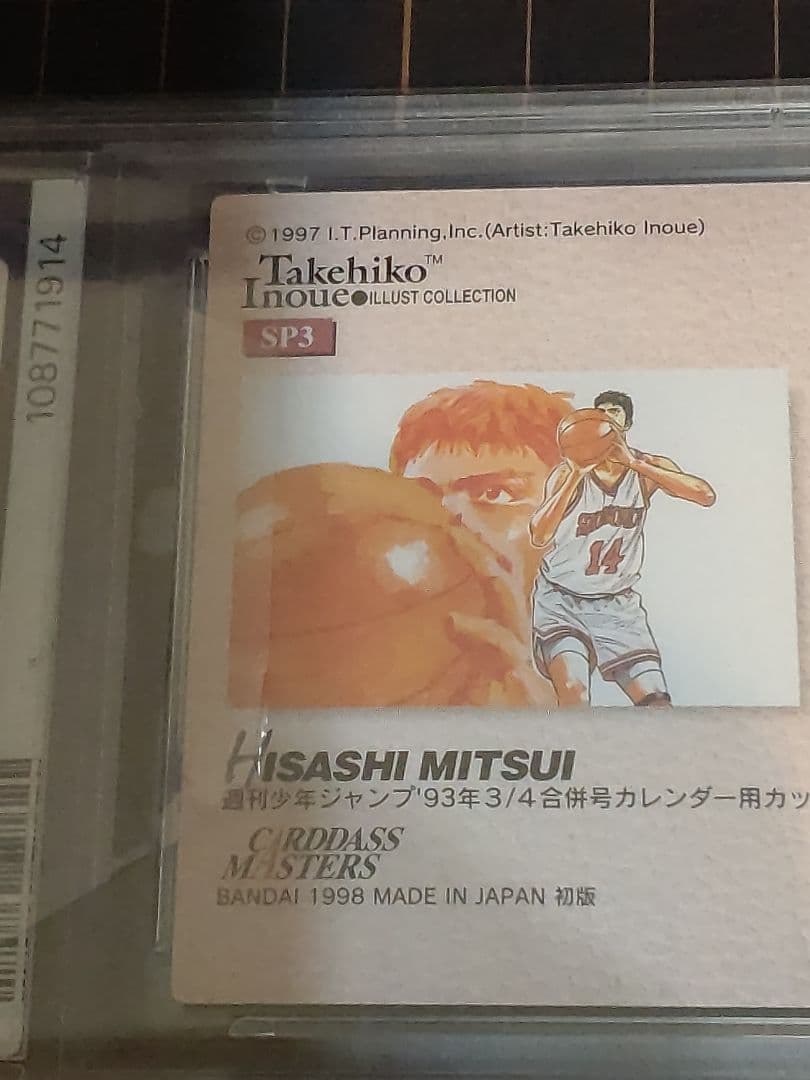 ©1997 I.T.Planning,Inc.(Artist:Takehiko Inoue)
Takehiko™
Inoue●ILLUST COLLECTION
SP3
14
HISASHI MITSUI
週刊少年ジャンプ'93年3/4合併号カレンダー用カッ
CARDDASS
MASTERS
BANDAI 1998 MADE IN JAPAN 初版
108771914